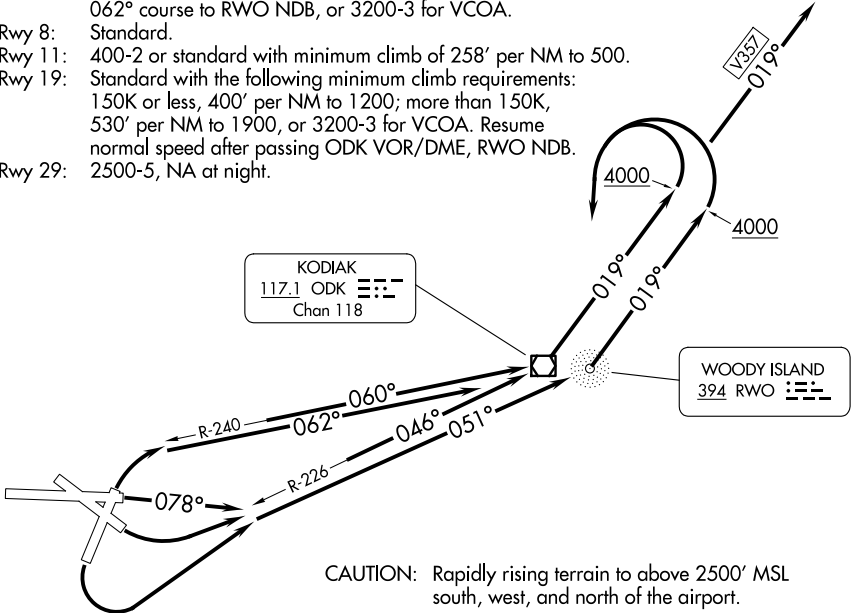 062° course to RWO NDB, or 3200-3 for VCOA.
Rwy 8: Standard.
Rwy 11: 400-2 or standard with minimum climb of 258' per NM to 500.
Rwy 19: Standard with the following minimum climb requirements:
150K or less, 400' per NM to 1200; more than 150K,
530' per NM to 1900, or 3200-3 for VCOA. Resume
normal speed after passing ODK VOR/DME, RWO NDB.
Rwy 29: 2500-5, NA at night.
V357
019°
4000
4000
019°
019°
KODIAK
117.1 ODK
Chan 118
WOODY ISLAND
394 RWO
060°
R-240
062°
046°
051°
R-226
078°
CAUTION: Rapidly rising terrain to above 2500' MSL
south, west, and north of the airport.